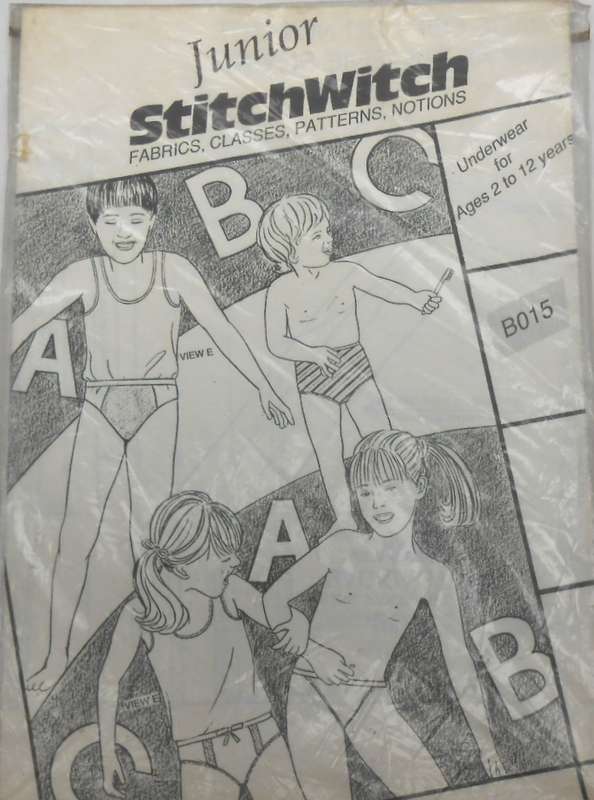 Junior
StitchWitch
FABRICS, CLASSES, PATTERNS, NOTIONS
Underwear
for
Ages 2 to 12 years
B015
B
C
A
VIEW E
A
B
VIEW E
C